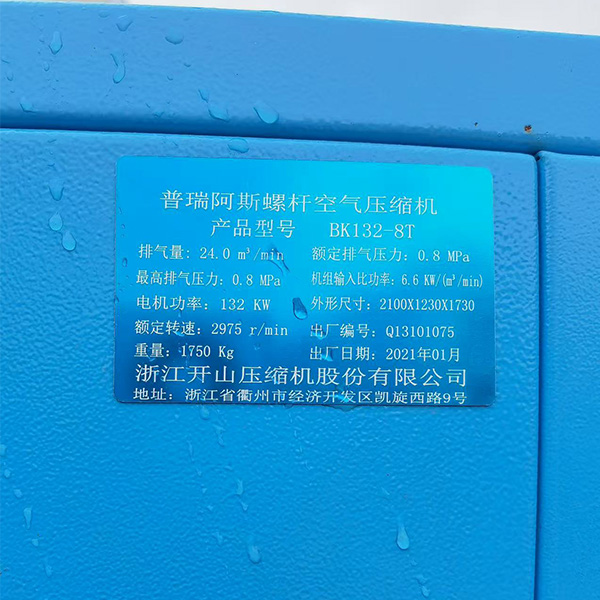 普瑞阿斯螺杆空气压缩机
产品型号 BK132-8T
排气量: 24.0 m³/min 额定排气压力: 0.8 MPa
最高排气压力: 0.8 MPa 机组输入比功率: 6.6 KW/(m³/min)
电机功率: 132 KW 外形尺寸: 2100X1230X1730
额定转速: 2975 r/min 出厂编号: Q13101075
重量: 1750 Kg 出厂日期: 2021年01月
浙江开山压缩机股份有限公司
地址: 浙江省衢州市经济开发区凯旋西路9号